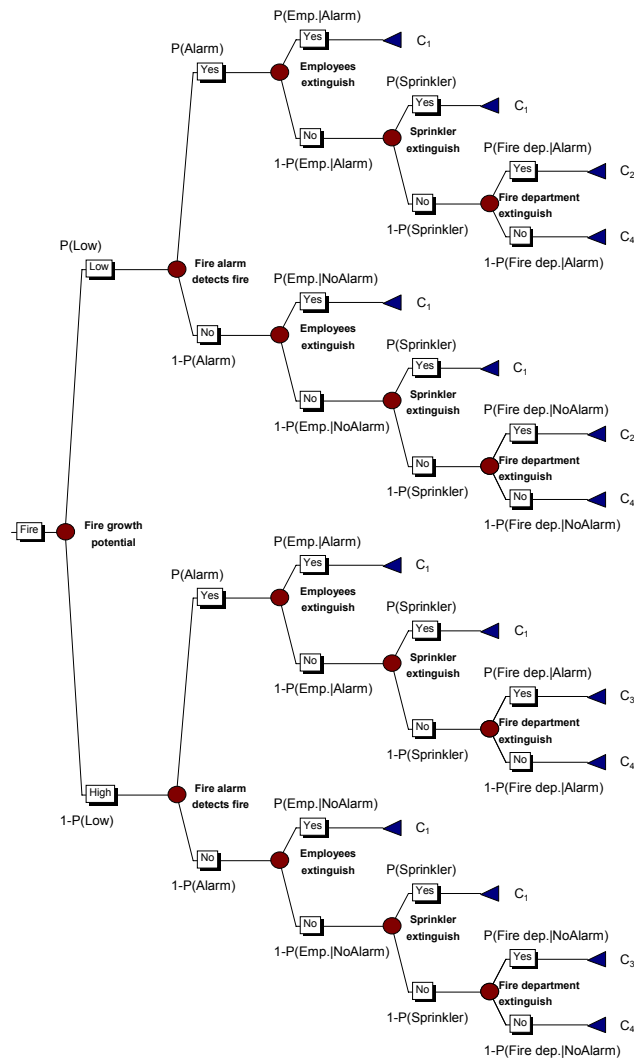 P(Emp.|Alarm)
Yes
C₁
P(Alarm)
Yes
Employees
extinguish
P(Sprinkler)
Yes
C₁
No
1-P(Emp.|Alarm)
Sprinkler
extinguish
P(Fire dep.|Alarm)
Yes
C₂
No
1-P(Sprinkler)
Fire department
extinguish
No
C₄
1-P(Fire dep.|Alarm)
P(Low)
Low
Fire alarm
detects fire
P(Emp.|NoAlarm)
Yes
C₁
No
1-P(Alarm)
Employees
extinguish
P(Sprinkler)
Yes
C₁
No
1-P(Emp.|NoAlarm)
Sprinkler
extinguish
P(Fire dep.|NoAlarm)
Yes
C₂
No
1-P(Sprinkler)
Fire department
extinguish
No
C₄
1-P(Fire dep.|NoAlarm)
Fire
Fire growth
potential
P(Emp.|Alarm)
Yes
C₁
P(Alarm)
Yes
Employees
extinguish
P(Sprinkler)
Yes
C₁
No
1-P(Emp.|Alarm)
Sprinkler
extinguish
P(Fire dep.|Alarm)
Yes
C₃
No
1-P(Sprinkler)
Fire department
extinguish
No
C₄
1-P(Fire dep.|Alarm)
High
1-P(Low)
Fire alarm
detects fire
P(Emp.|NoAlarm)
Yes
C₁
No
1-P(Alarm)
Employees
extinguish
P(Sprinkler)
Yes
C₁
No
1-P(Emp.|NoAlarm)
Sprinkler
extinguish
P(Fire dep.|NoAlarm)
Yes
C₃
No
1-P(Sprinkler)
Fire department
extinguish
No
C₄
1-P(Fire dep.|NoAlarm)